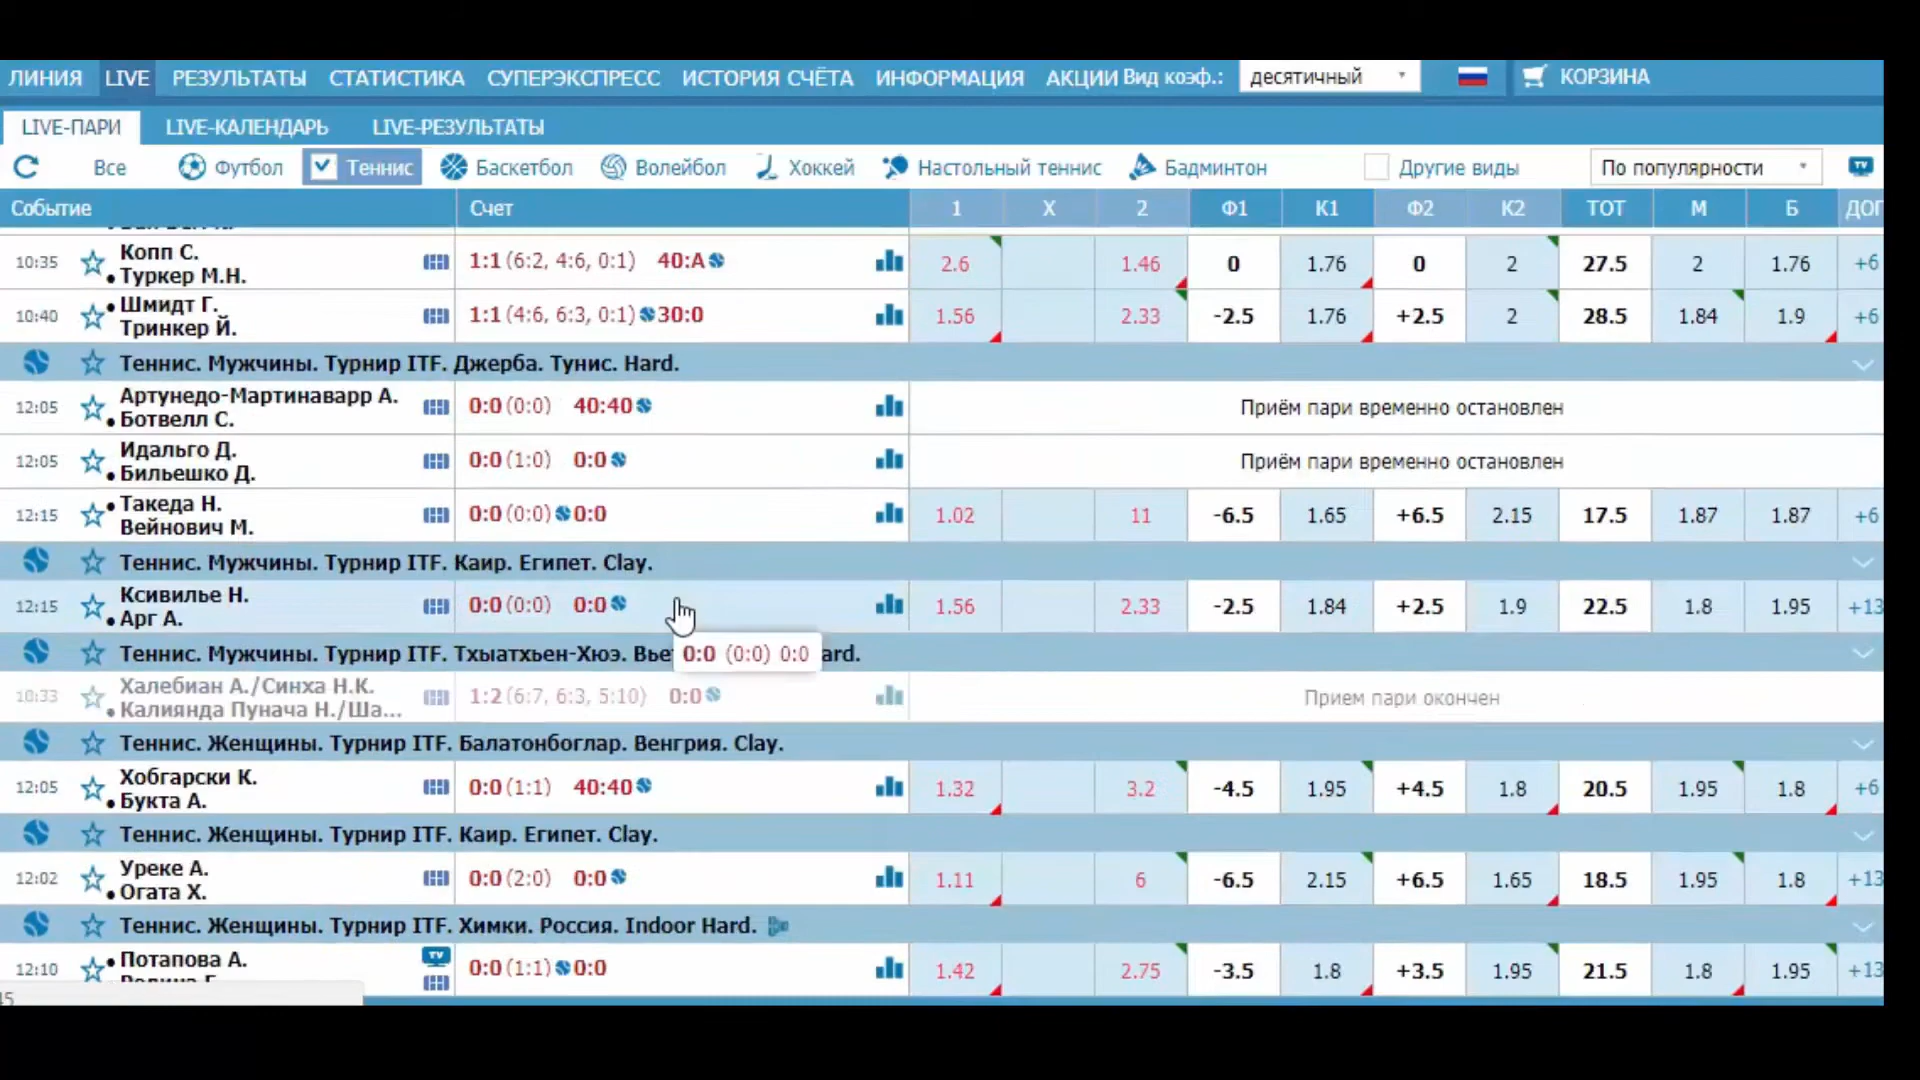 ЛИНИЯ LIVE РЕЗУЛЬТАТЫ СТАТИСТИКА СУПЕРЭКСПРЕСС ИСТОРИЯ СЧЁТА ИНФОРМАЦИЯ АКЦИИ Вид коэф.: десятичный КОРЗИНА
LIVE-ПАРИ LIVE-КАЛЕНДАРЬ LIVE-РЕЗУЛЬТАТЫ
Все Футбол Теннис Баскетбол Волейбол Хоккей Настольный теннис Бадминтон Другие виды По популярности TV
Событие Счет 1 X 2 Ф1 К1 Ф2 К2 ТОТ М Б ДОП
10:35 Копп С. 1:1 (6:2, 4:6, 0:1) 40:A 2.6 1.46 0 1.76 0 2 27.5 2 1.76 +6
Туркер М.Н.
10:40 Шмидт Г. 1:1 (4:6, 6:3, 0:1) 30:0 1.56 2.33 -2.5 1.76 +2.5 2 28.5 1.84 1.9 +6
Тринкер Й.
Теннис. Мужчины. Турнир ITF. Джерба. Тунис. Hard.
12:05 Артунедо-Мартинаварр А. 0:0 (0:0) 40:40 Приём пари временно остановлен
Ботвелл С.
12:05 Идальго Д. 0:0 (1:0) 0:0 Приём пари временно остановлен
Бильешко Д.
12:15 Такеда Н. 0:0 (0:0) 0:0 1.02 11 -6.5 1.65 +6.5 2.15 17.5 1.87 1.87 +6
Вейнович М.
Теннис. Мужчины. Турнир ITF. Каир. Египет. Clay.
12:15 Ксивилье Н. 0:0 (0:0) 0:0 1.56 2.33 -2.5 1.84 +2.5 1.9 22.5 1.8 1.95 +13
Арг А.
Теннис. Мужчины. Турнир ITF. Тхыатхьен-Хюэ. Вье 0:0 (0:0) 0:0 ard.
10:33 Халебиан А./Синха Н.К. 1:2 (6:7, 6:3, 5:10) 0:0 Прием пари окончен
Калиянда Пунача Н./Ша...
Теннис. Женщины. Турнир ITF. Балатонбоглар. Венгрия. Clay.
12:05 Хобгарски К. 0:0 (1:1) 40:40 1.32 3.2 -4.5 1.95 +4.5 1.8 20.5 1.95 1.8 +6
Букта А.
Теннис. Женщины. Турнир ITF. Каир. Египет. Clay.
12:02 Уреке А. 0:0 (2:0) 0:0 1.11 6 -6.5 2.15 +6.5 1.65 18.5 1.95 1.8 +13
Огата Х.
Теннис. Женщины. Турнир ITF. Химки. Россия. Indoor Hard.
12:10 Потапова А. TV 0:0 (1:1) 0:0 1.42 2.75 -3.5 1.8 +3.5 1.95 21.5 1.8 1.95 +13